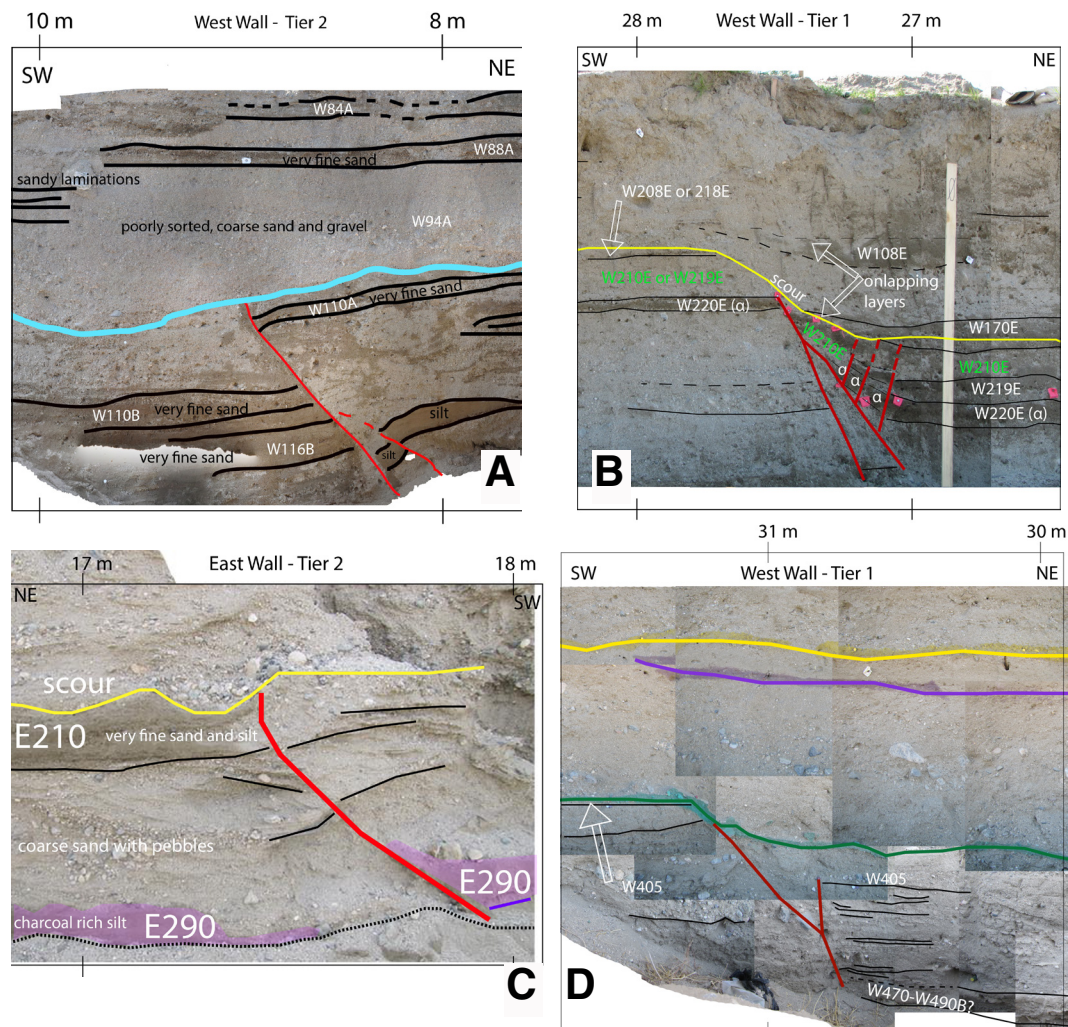 10 m
West Wall - Tier 2
8 m
SW
NE
W84A
W88A
very fine sand
sandy laminations
poorly sorted, coarse sand and gravel
W94A
very fine sand
W110A
W110B
very fine sand
silt
W116B
very fine sand
silt
A
28 m
West Wall - Tier 1
27 m
SW
NE
W208E or 218E
W108E
W210E or W219E
scour
onlapping
layers
W220E (α)
W170E
W210E
W210E
α
α
W219E
α
W220E (α)
B
17 m
East Wall - Tier 2
18 m
NE
SW
scour
E210
very fine sand and silt
coarse sand with pebbles
E290
charcoal rich silt
E290
C
31 m
30 m
SW
West Wall - Tier 1
NE
W405
W405
W470-W490B?
D